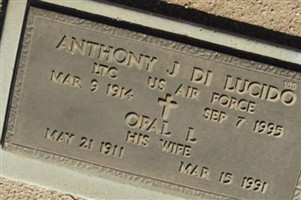 ANTHONY J DI LUCIDO
LTC US AIR FORCE
MAR 9 1914 SEP 7 1995
OPAL L
HIS WIFE
MAY 21 1911 MAR 15 1991